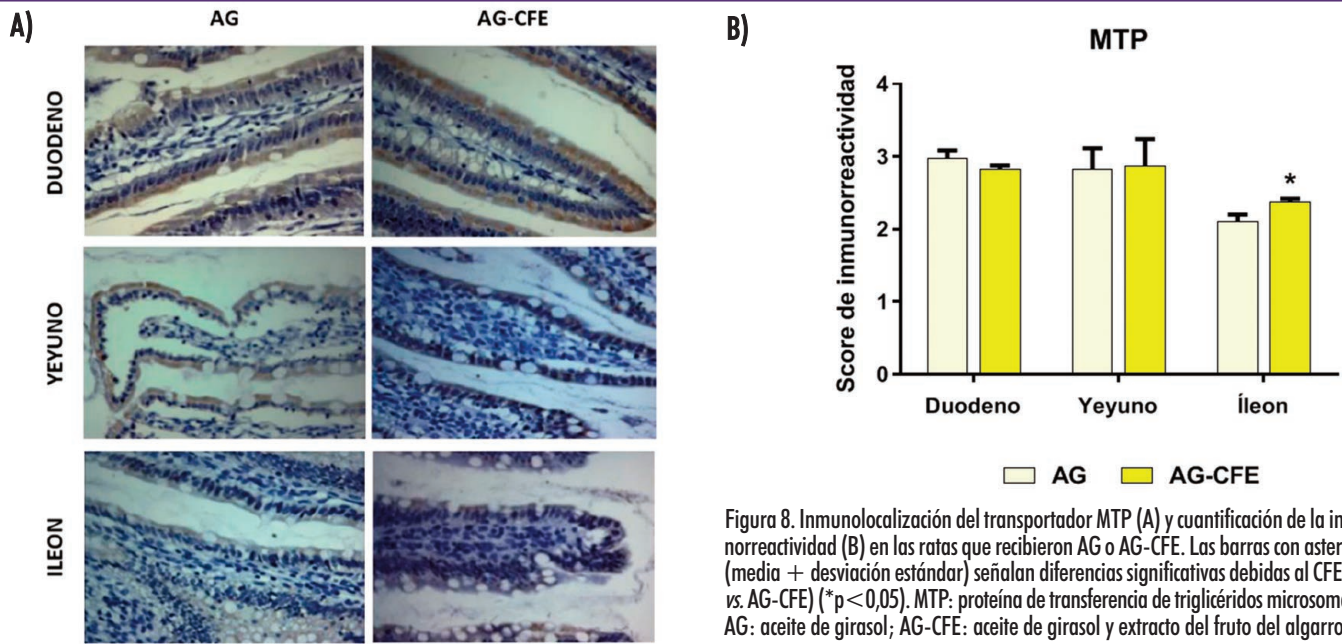 A)
AG
AG-CFE
DUODENO
YEYUNO
ILEON
B)
MTP
Score de inmunorreactividad
4
3
2
1
0
*
Duodeno
Yeyuno
Íleon
AG
AG-CFE
Figura 8. Inmunolocalización del transportador MTP (A) y cuantificación de la in
norreactividad (B) en las ratas que recibieron AG o AG-CFE. Las barras con aster
(media + desviación estándar) señalan diferencias significativas debidas al CFE
vs. AG-CFE) (*p<0,05). MTP: proteína de transferencia de triglicéridos microsom
AG: aceite de girasol; AG-CFE: aceite de girasol y extracto del fruto del algarro